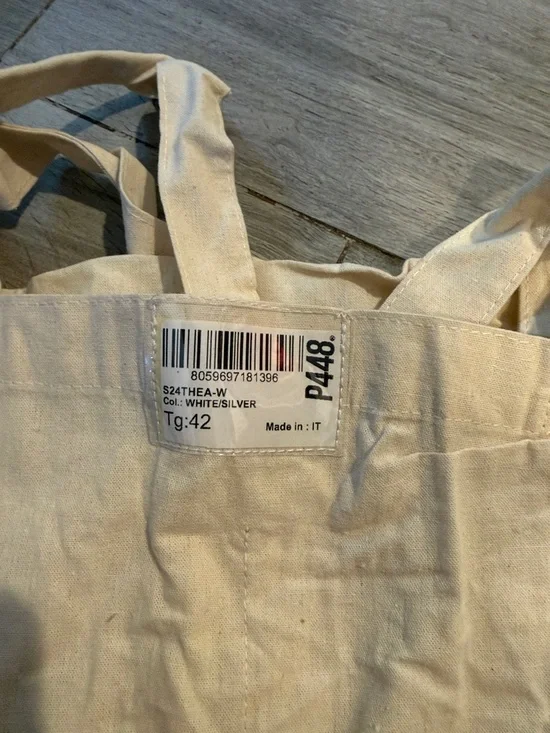 8059697181396
S24THEA-W
Col.: WHITE/SILVER
Tg:42
Made in : IT
P448®